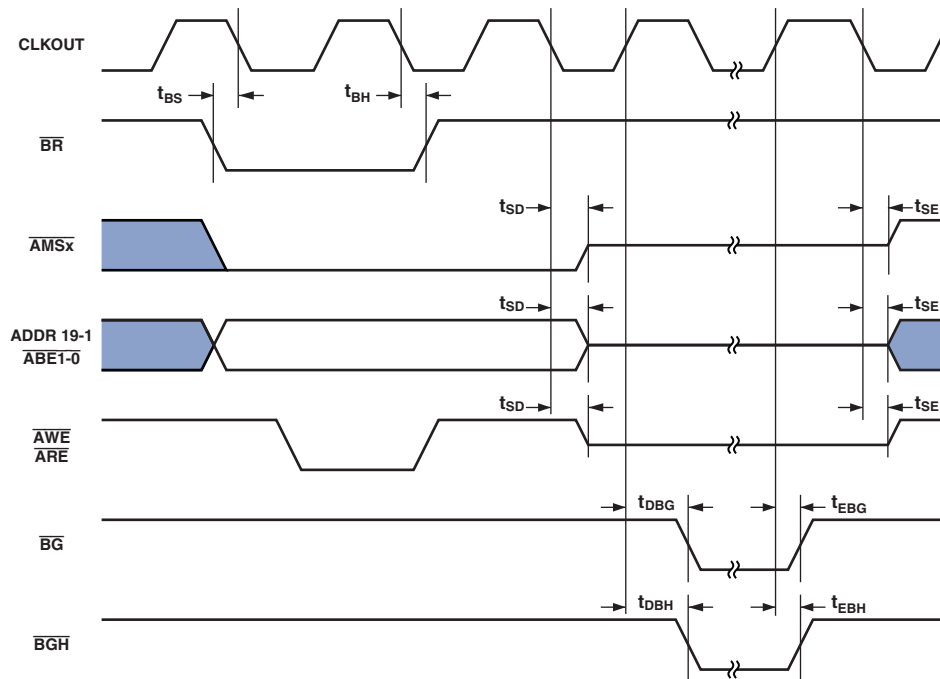 CLKOUT
tBS
tBH
BR
tSD
tSE
AMSx
tSD
tSE
ADDR 19-1
ABE1-0
tSD
tSE
AWE
ARE
tDBG
tEBG
BG
tDBH
tEBH
BGH